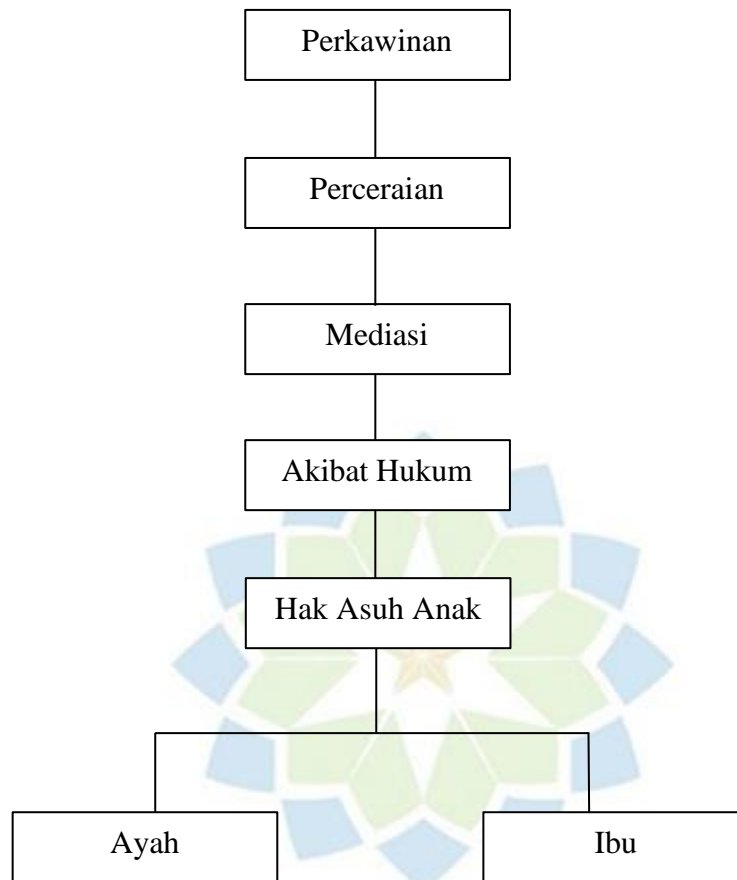 Perkawinan
Perceraian
Mediasi
Akibat Hukum
Hak Asuh Anak
Ayah
Ibu